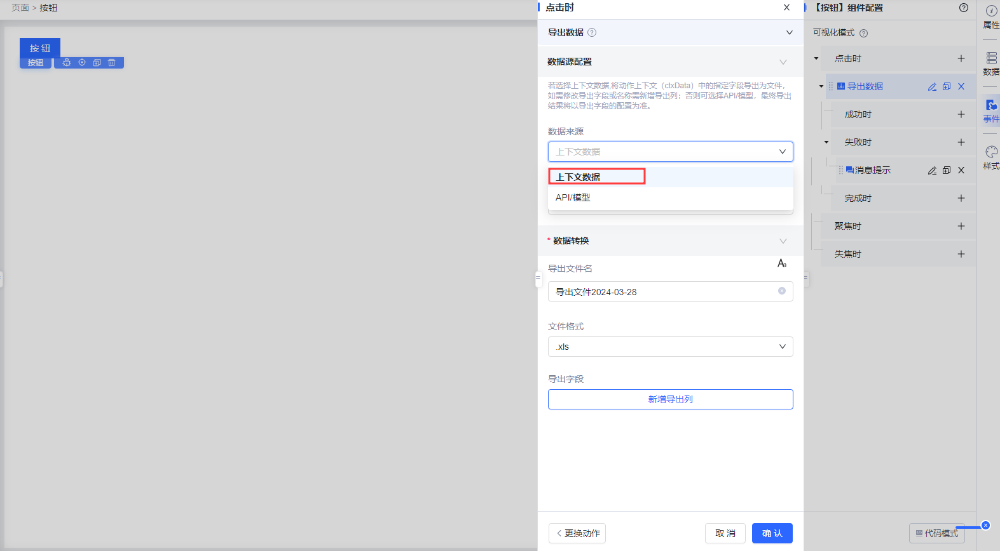 页面 > 按钮
按 钮
按钮
点击时
导出数据
数据源配置
若选择上下文数据,将动作上下文（ctxData）中的指定字段导出为文件，
如需修改导出字段或名称需新增导出列；否则可选择API/模型，最终导出
结果将以导出字段的配置为准。
数据来源
上下文数据
上下文数据
API/模型
* 数据转换
导出文件名
导出文件2024-03-28
文件格式
.xls
导出字段
新增导出列
更换动作
取 消
确 认
【按钮】组件配置
可视化模式
点击时
导出数据
成功时
失败时
消息提示
完成时
聚焦时
失焦时
代码模式
属性
数据
事件
样式